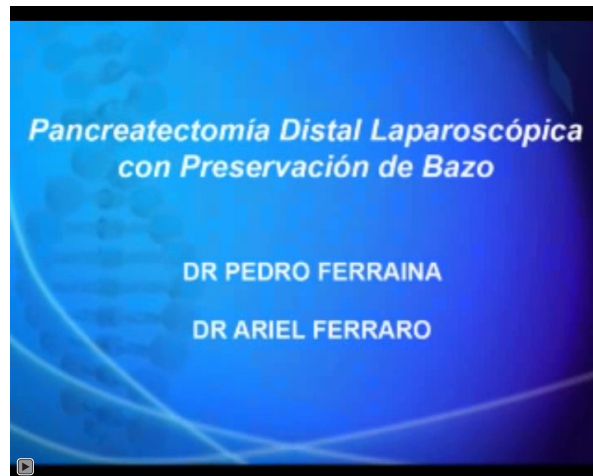 Pancreatectomía Distal Laparoscópica
con Preservación de Bazo
DR PEDRO FERRAINA
DR ARIEL FERRARO